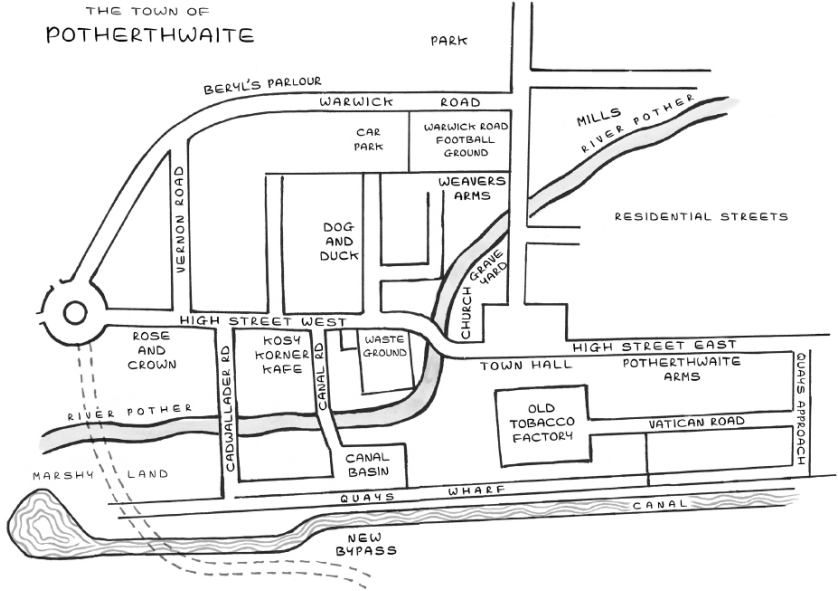 THE TOWN OF
POTHERTHWAITE
PARK
BERYL'S PARLOUR
WARWICK ROAD
MILLS
RIVER POTHER
CAR
PARK
WARWICK ROAD
FOOTBALL
GROUND
WEAVERS
ARMS
VERNON ROAD
DOG
AND
DUCK
RESIDENTIAL STREETS
GRAVE
YARD
CHURCH
HIGH STREET WEST
ROSE
AND
CROWN
KOSY
KORNER
KAFE
WASTE
GROUND
HIGH STREET EAST
TOWN HALL
POTHERTHWAITE
ARMS
CADWALLADER RD
CANAL RD
QUAYS APPROACH
RIVER POTHER
OLD
TOBACCO
FACTORY
VATICAN ROAD
MARSHY LAND
CANAL
BASIN
QUAYS WHARF
CANAL
NEW
BYPASS